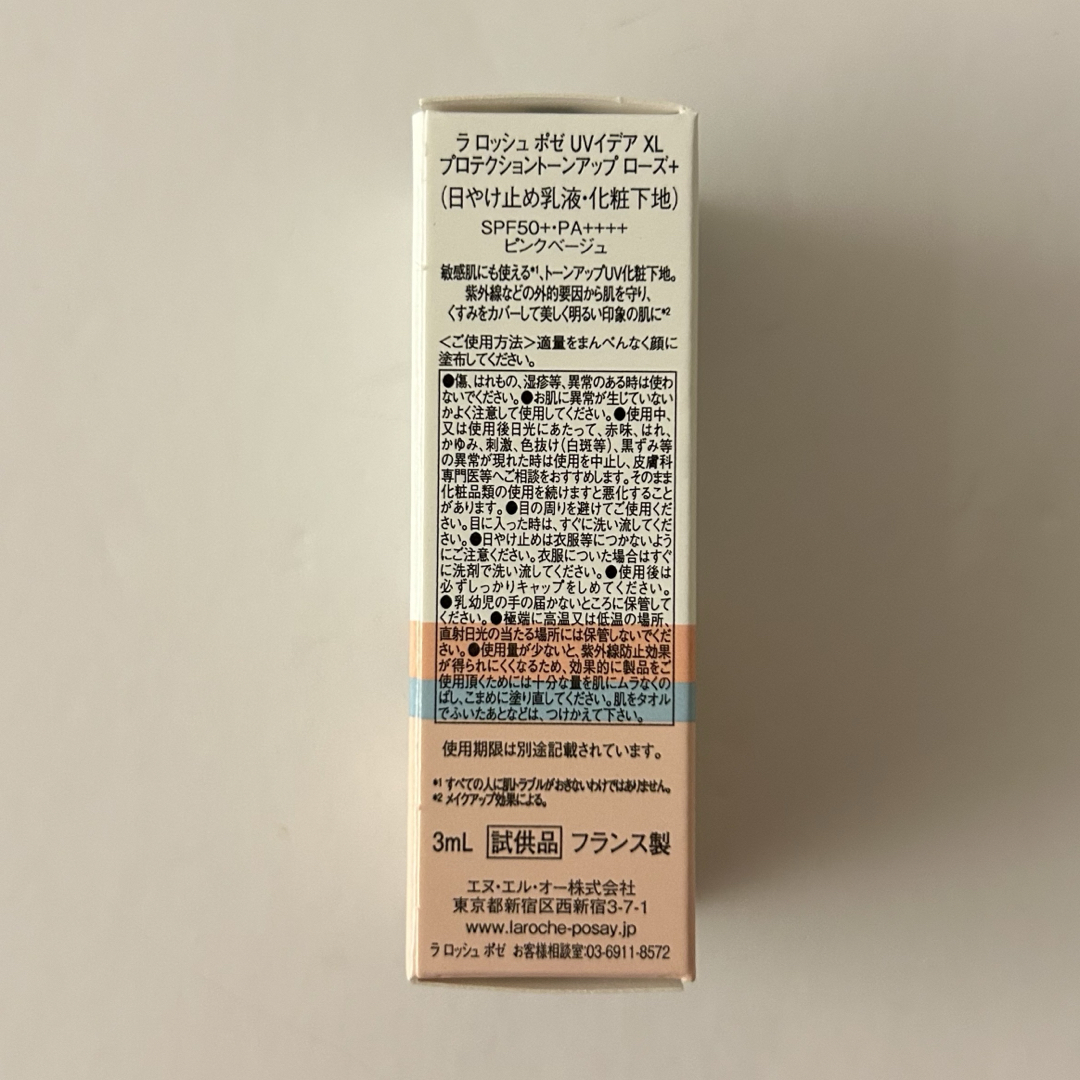 ラ ロッシュ ポゼ UVイデア XL
プロテクショントーンアップ ローズ+
(日やけ止め乳液・化粧下地)
SPF50+・PA++++
ピンクベージュ
敏感肌にも使える*1、トーンアップUV化粧下地。
紫外線などの外的要因から肌を守り、
くすみをカバーして美しく明るい印象の肌に*2
<ご使用方法>適量をまんべんなく顔に
塗布してください。
●傷、はれもの、湿疹等、異常のある時は使わ
ないでください。●お肌に異常が生じていない
かよく注意して使用してください。●使用中、
又は使用後日光にあたって、赤味、はれ、
かゆみ、刺激、色抜け(白斑等)、黒ずみ等
の異常が現れた時は使用を中止し、皮膚科
専門医等へご相談をおすすめします。そのまま
化粧品類の使用を続けますと悪化すること
があります。●目の周りを避けてご使用くだ
さい。目に入った時は、すぐに洗い流してくだ
さい。●日やけ止めは衣服等につかないよう
にご注意ください。衣服についた場合はすぐ
に洗剤で洗い流してください。●使用後は
必ずしっかりキャップをしめてください。
●乳幼児の手の届かないところに保管して
ください。●極端に高温又は低温の場所、
直射日光の当たる場所には保管しないでくだ
さい。●使用量が少ないと、紫外線防止効果
が得られにくくなるため、効果的に製品をご
使用頂くためには十分な量を肌にムラなくの
ばし、こまめに塗り直してください。肌をタオル
でふいたあとなどは、つけかえて下さい。
使用期限は別途記載されています。
*1 すべての人に肌トラブルがおきないわけではありません。
*2 メイクアップ効果による。
3mL 試供品 フランス製
エヌ・エル・オー株式会社
東京都新宿区西新宿3-7-1
www.laroche-posay.jp
ラ ロッシュ ポゼ お客様相談室:03-6911-8572